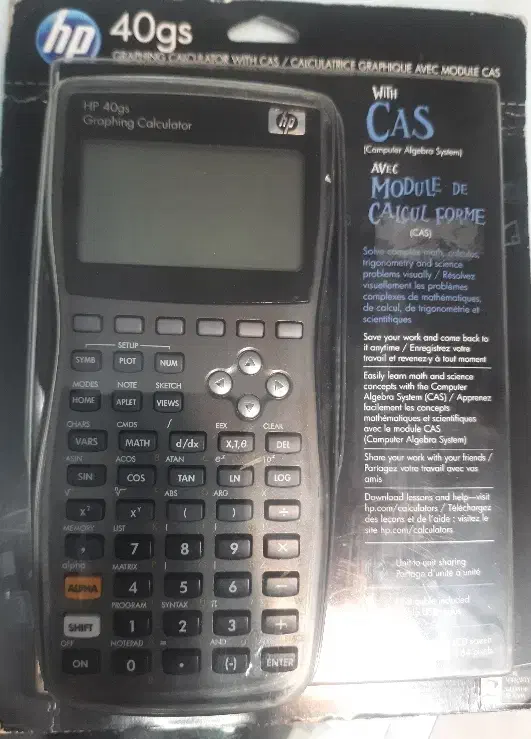 hp
40gs
GRAPHING CALCULATOR WITH CAS / CALCULATRICE GRAPHIQUE AVEC MODULE CAS
HP 40gs
Graphing Calculator
hp
WITH
CAS
(Computer Algebra System)
AVEC
MODULE DE
CALCUL FORMEL
(CAS)
Solve complex math, calculus,
trigonometry and science
problems visually / Résolvez
visuellement les problèmes
complexes de mathématiques,
de calcul, de trigonométrie et
scientifiques
Save your work and come back to
it anytime / Enregistrez votre
travail et revenez-y à tout moment
Easily learn math and science
concepts with the Computer
Algebra System (CAS) / Apprenez
facilement les concepts
mathématiques et scientifiques
avec le module CAS
(Computer Algebra System)
Share your work with your friends /
Partagez votre travail avec vos
amis
Download lessons and help—visit
hp.com/calculators / Téléchargez
des leçons et de l'aide : visitez le
site hp.com/calculators
Unit-to-unit sharing
Partage d'unité à unité
SETUP
SYMB PLOT NUM
MODES NOTE SKETCH
HOME APLET VIEWS
CHARS CMDS / EEX CLEAR
VARS MATH d/dx X,T,θ DEL
ASIN ACOS ATAN eˣ 10ˣ
SIN COS TAN LN LOG
ABS ARG
x² xʸ ( ) ÷
MEMORY LIST
, 7 8 9 ×
alpha MATRIX
ALPHA 4 5 6 −
PROGRAM SYNTAX π
SHIFT 1 2 3 +
OFF NOTEPAD = AND
ON 0 • (-) ENTER